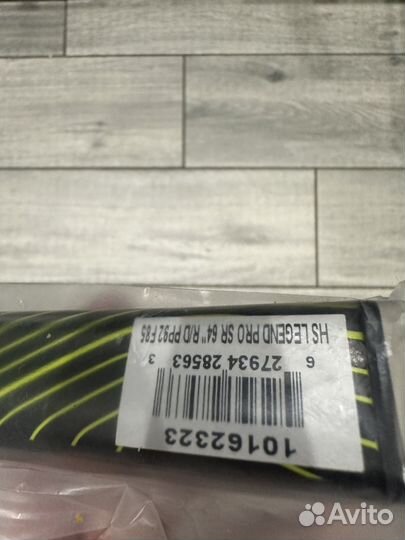 10162323
6 27934 28563 3
HS LEGEND PRO SR 64" R/D PP92 F85
Avito